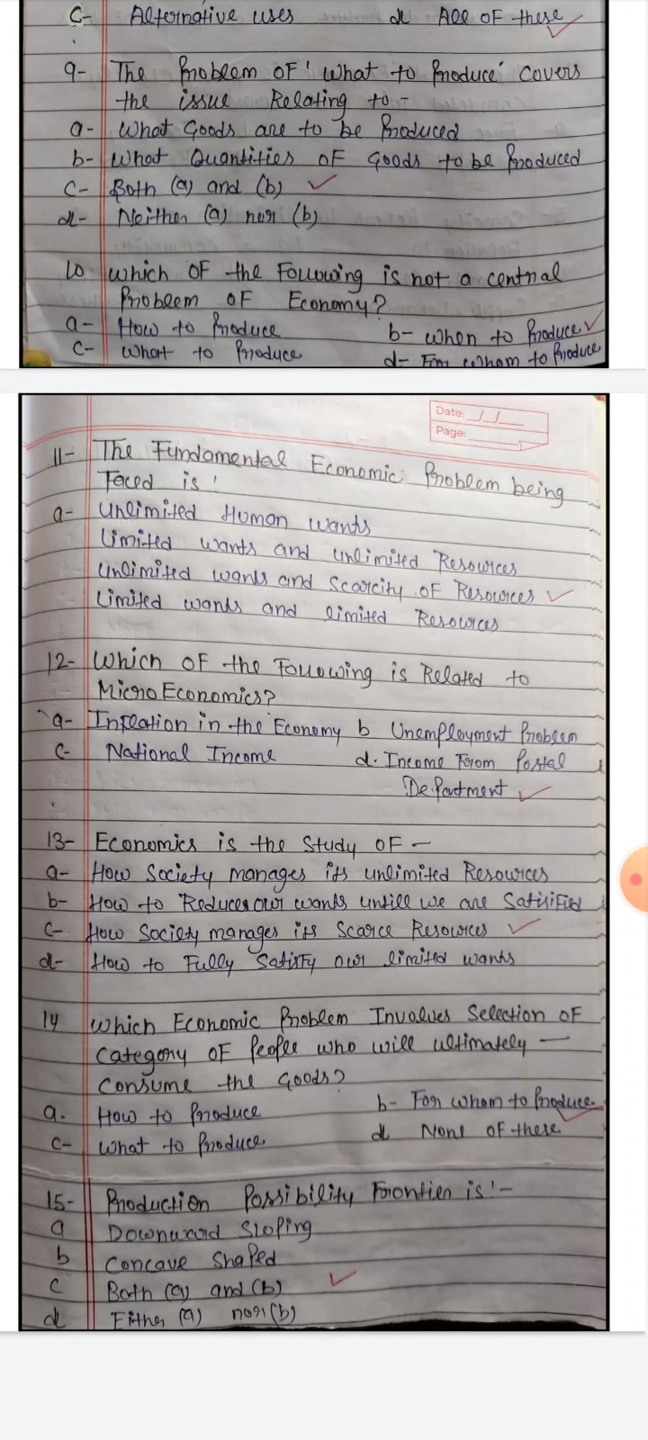 c- Alternative uses d All of these
9- The Problem of 'What to Produce' covers
the issue Relating to -
a- What Goods are to be Produced
b- What Quantities of Goods to be Produced
c- Both (a) and (b)
d- Neither (a) nor (b)
10 Which of the Following is not a central
Problem of Economy?
a- How to Produce b- When to Produce
c- What to Produce d- For Whom to Produce
Date: __/__/__
Page:
11- The Fundamental Economic Problem being
Faced is!
a- Unlimited Human wants
Limited wants and unlimited Resources
Unlimited wants and Scarcity of Resources
Limited wants and limited Resources
12- Which of the Following is Related to
Micro Economics?
a- Inflation in the Economy b Unemployment Problem
c- National Income d. Income From Postal
Department
13- Economics is the Study of -
a- How Society manages its unlimited Resources
b- How to Reduces our wants untill we are Satisified
c- How Society manages its Scarce Resources
d- How to Fully Satisfy our limited wants
14 Which Economic Problem Involves Selection of
category of People who will ultimately -
Consume the Goods?
a. How to Produce b- For whom to Produce
c- What to Produce d None of these
15- Production Possibility Frontier is!-
a Downward Sloping
b Concave Shaped
c Both (a) and (b)
d Either (a) nor (b)